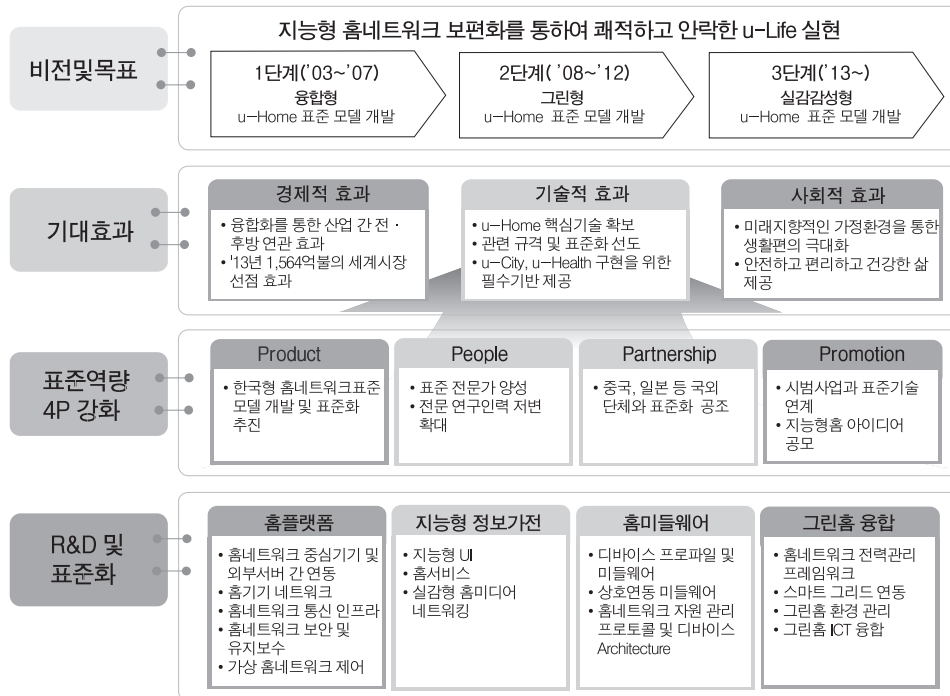 비전및목표
지능형 홈네트워크 보편화를 통하여 쾌적하고 안락한 u-Life 실현
1단계('03~'07)
융합형
u-Home 표준 모델 개발
2단계('08~'12)
그린형
u-Home 표준 모델 개발
3단계('13~)
실감감성형
u-Home 표준 모델 개발
기대효과
경제적 효과
• 융합화를 통한 산업 간 전·
후방 연관 효과
• '13년 1,564억불의 세계시장
선점 효과
기술적 효과
• u-Home 핵심기술 확보
• 관련 규격 및 표준화 선도
• u-City, u-Health 구현을 위한
필수기반 제공
사회적 효과
• 미래지향적인 가정환경을 통한
생활편의 극대화
• 안전하고 편리하고 건강한 삶
제공
표준역량
4P 강화
Product
• 한국형 홈네트워크표준
모델 개발 및 표준화
추진
People
• 표준 전문가 양성
• 전문 연구인력 저변
확대
Partnership
• 중국, 일본 등 국외
단체와 표준화 공조
Promotion
• 시범사업과 표준기술
연계
• 지능형홈 아이디어
공모
R&D 및
표준화
홈플랫폼
• 홈네트워크 중심기기 및
외부서버 간 연동
• 홈기기 네트워크
• 홈네트워크 통신 인프라
• 홈네트워크 보안 및
유지보수
• 가상 홈네트워크 제어
지능형 정보가전
• 지능형 UI
• 홈서비스
• 실감형 홈미디어
네트워킹
홈미들웨어
• 디바이스 프로파일 및
미들웨어
• 상호연동 미들웨어
• 홈네트워크 자원 관리
프로토콜 및 디바이스
Architecture
그린홈 융합
• 홈네트워크 전력관리
프레임워크
• 스마트 그리드 연동
• 그린홈 환경 관리
• 그린홈 ICT 융합